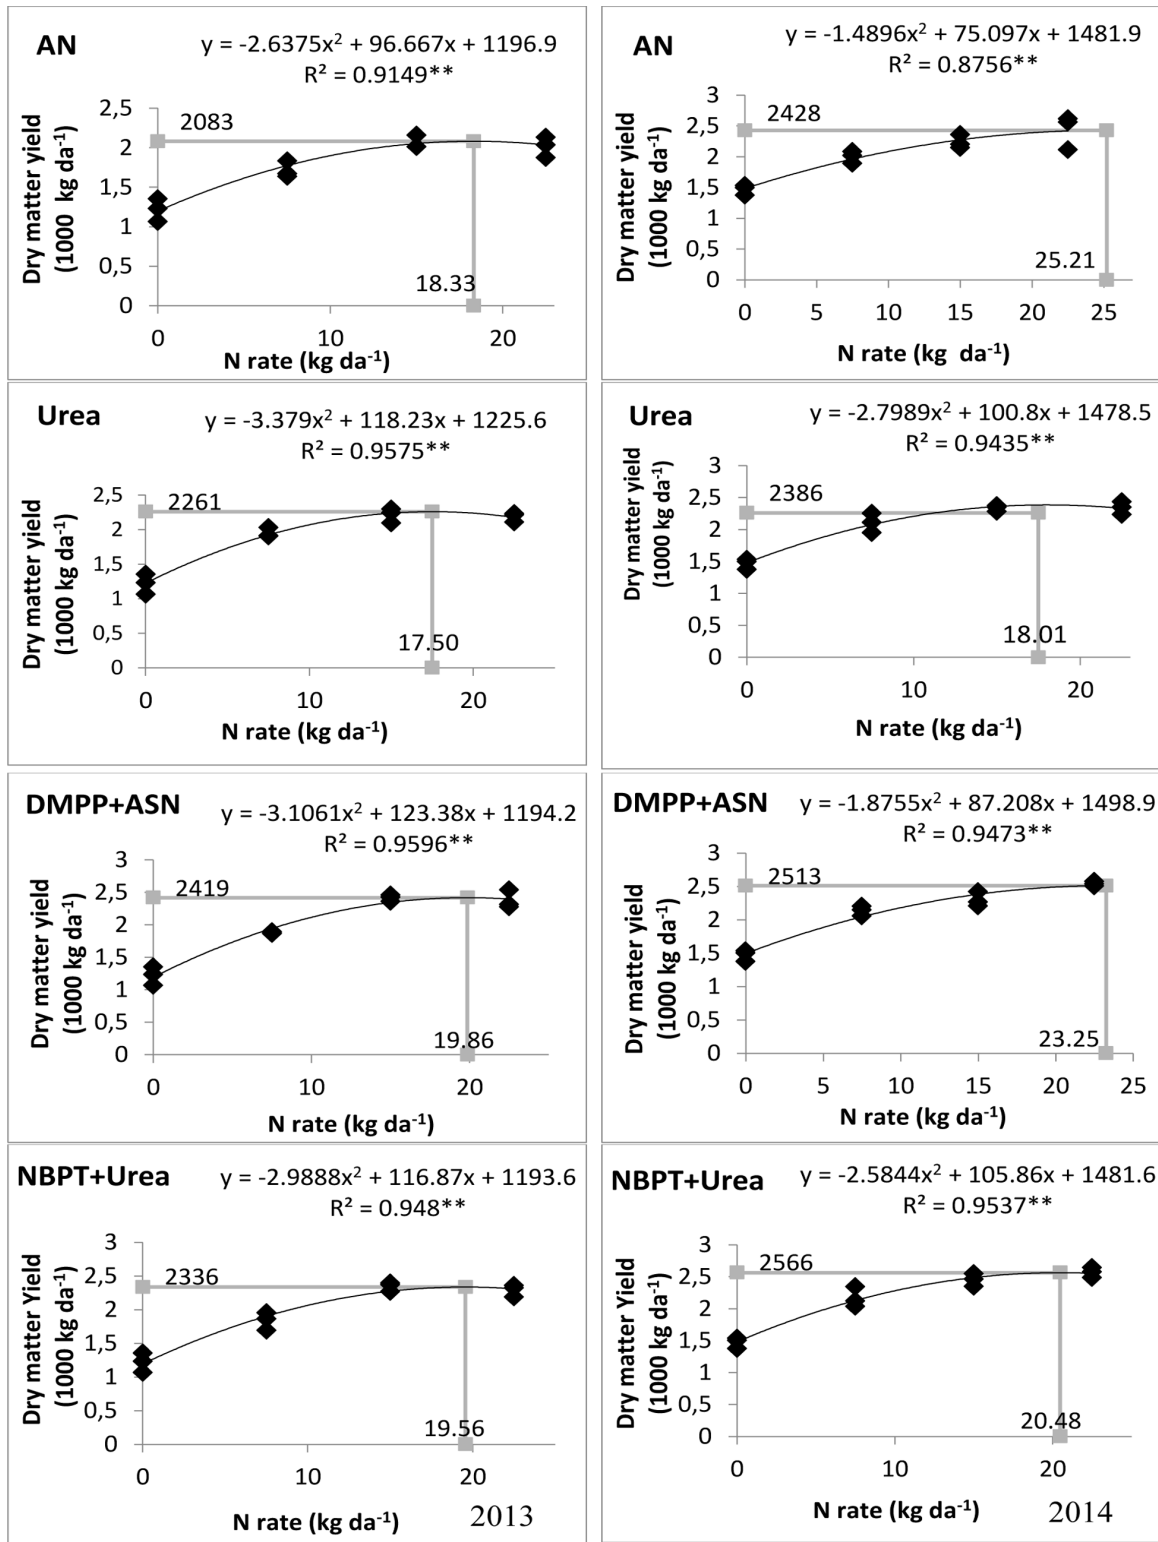 AN
y = -2.6375x² + 96.667x + 1196.9
R² = 0.9149**
Dry matter yield
(1000 kg da⁻¹)
2,5
2
1,5
1
0,5
0
2083
18.33
0
10
20
N rate (kg da⁻¹)
AN
y = -1.4896x² + 75.097x + 1481.9
R² = 0.8756**
Dry matter yield
(1000 kg da⁻¹)
3
2,5
2
1,5
1
0,5
0
2428
25.21
0
5
10
15
20
25
N rate (kg da⁻¹)
Urea
y = -3.379x² + 118.23x + 1225.6
R² = 0.9575**
Dry matter yield
(1000 kg da⁻¹)
2,5
2
1,5
1
0,5
0
2261
17.50
0
10
20
N rate (kg da⁻¹)
Urea
y = -2.7989x² + 100.8x + 1478.5
R² = 0.9435**
Dry matter yield
(1000 kg da⁻¹)
3
2,5
2
1,5
1
0,5
0
2386
18.01
0
10
20
N rate (kg da⁻¹)
DMPP+ASN
y = -3.1061x² + 123.38x + 1194.2
R² = 0.9596**
Dry matter yield
(1000 kg da⁻¹)
3
2,5
2
1,5
1
0,5
0
2419
19.86
0
10
20
N rate (kg da⁻¹)
DMPP+ASN
y = -1.8755x² + 87.208x + 1498.9
R² = 0.9473**
Dry matter yield
(1000 kg da⁻¹)
3
2,5
2
1,5
1
0,5
0
2513
23.25
0
5
10
15
20
25
N rate (kg da⁻¹)
NBPT+Urea
y = -2.9888x² + 116.87x + 1193.6
R² = 0.948**
Dry matter Yield
(1000 kg da⁻¹)
3
2,5
2
1,5
1
0,5
0
2336
19.56
0
10
20
N rate (kg da⁻¹)
2013
NBPT+Urea
y = -2.5844x² + 105.86x + 1481.6
R² = 0.9537**
Dry matter Yield
(1000 kg da⁻¹)
3
2,5
2
1,5
1
0,5
0
2566
20.48
0
10
20
N rate (kg da⁻¹)
2014